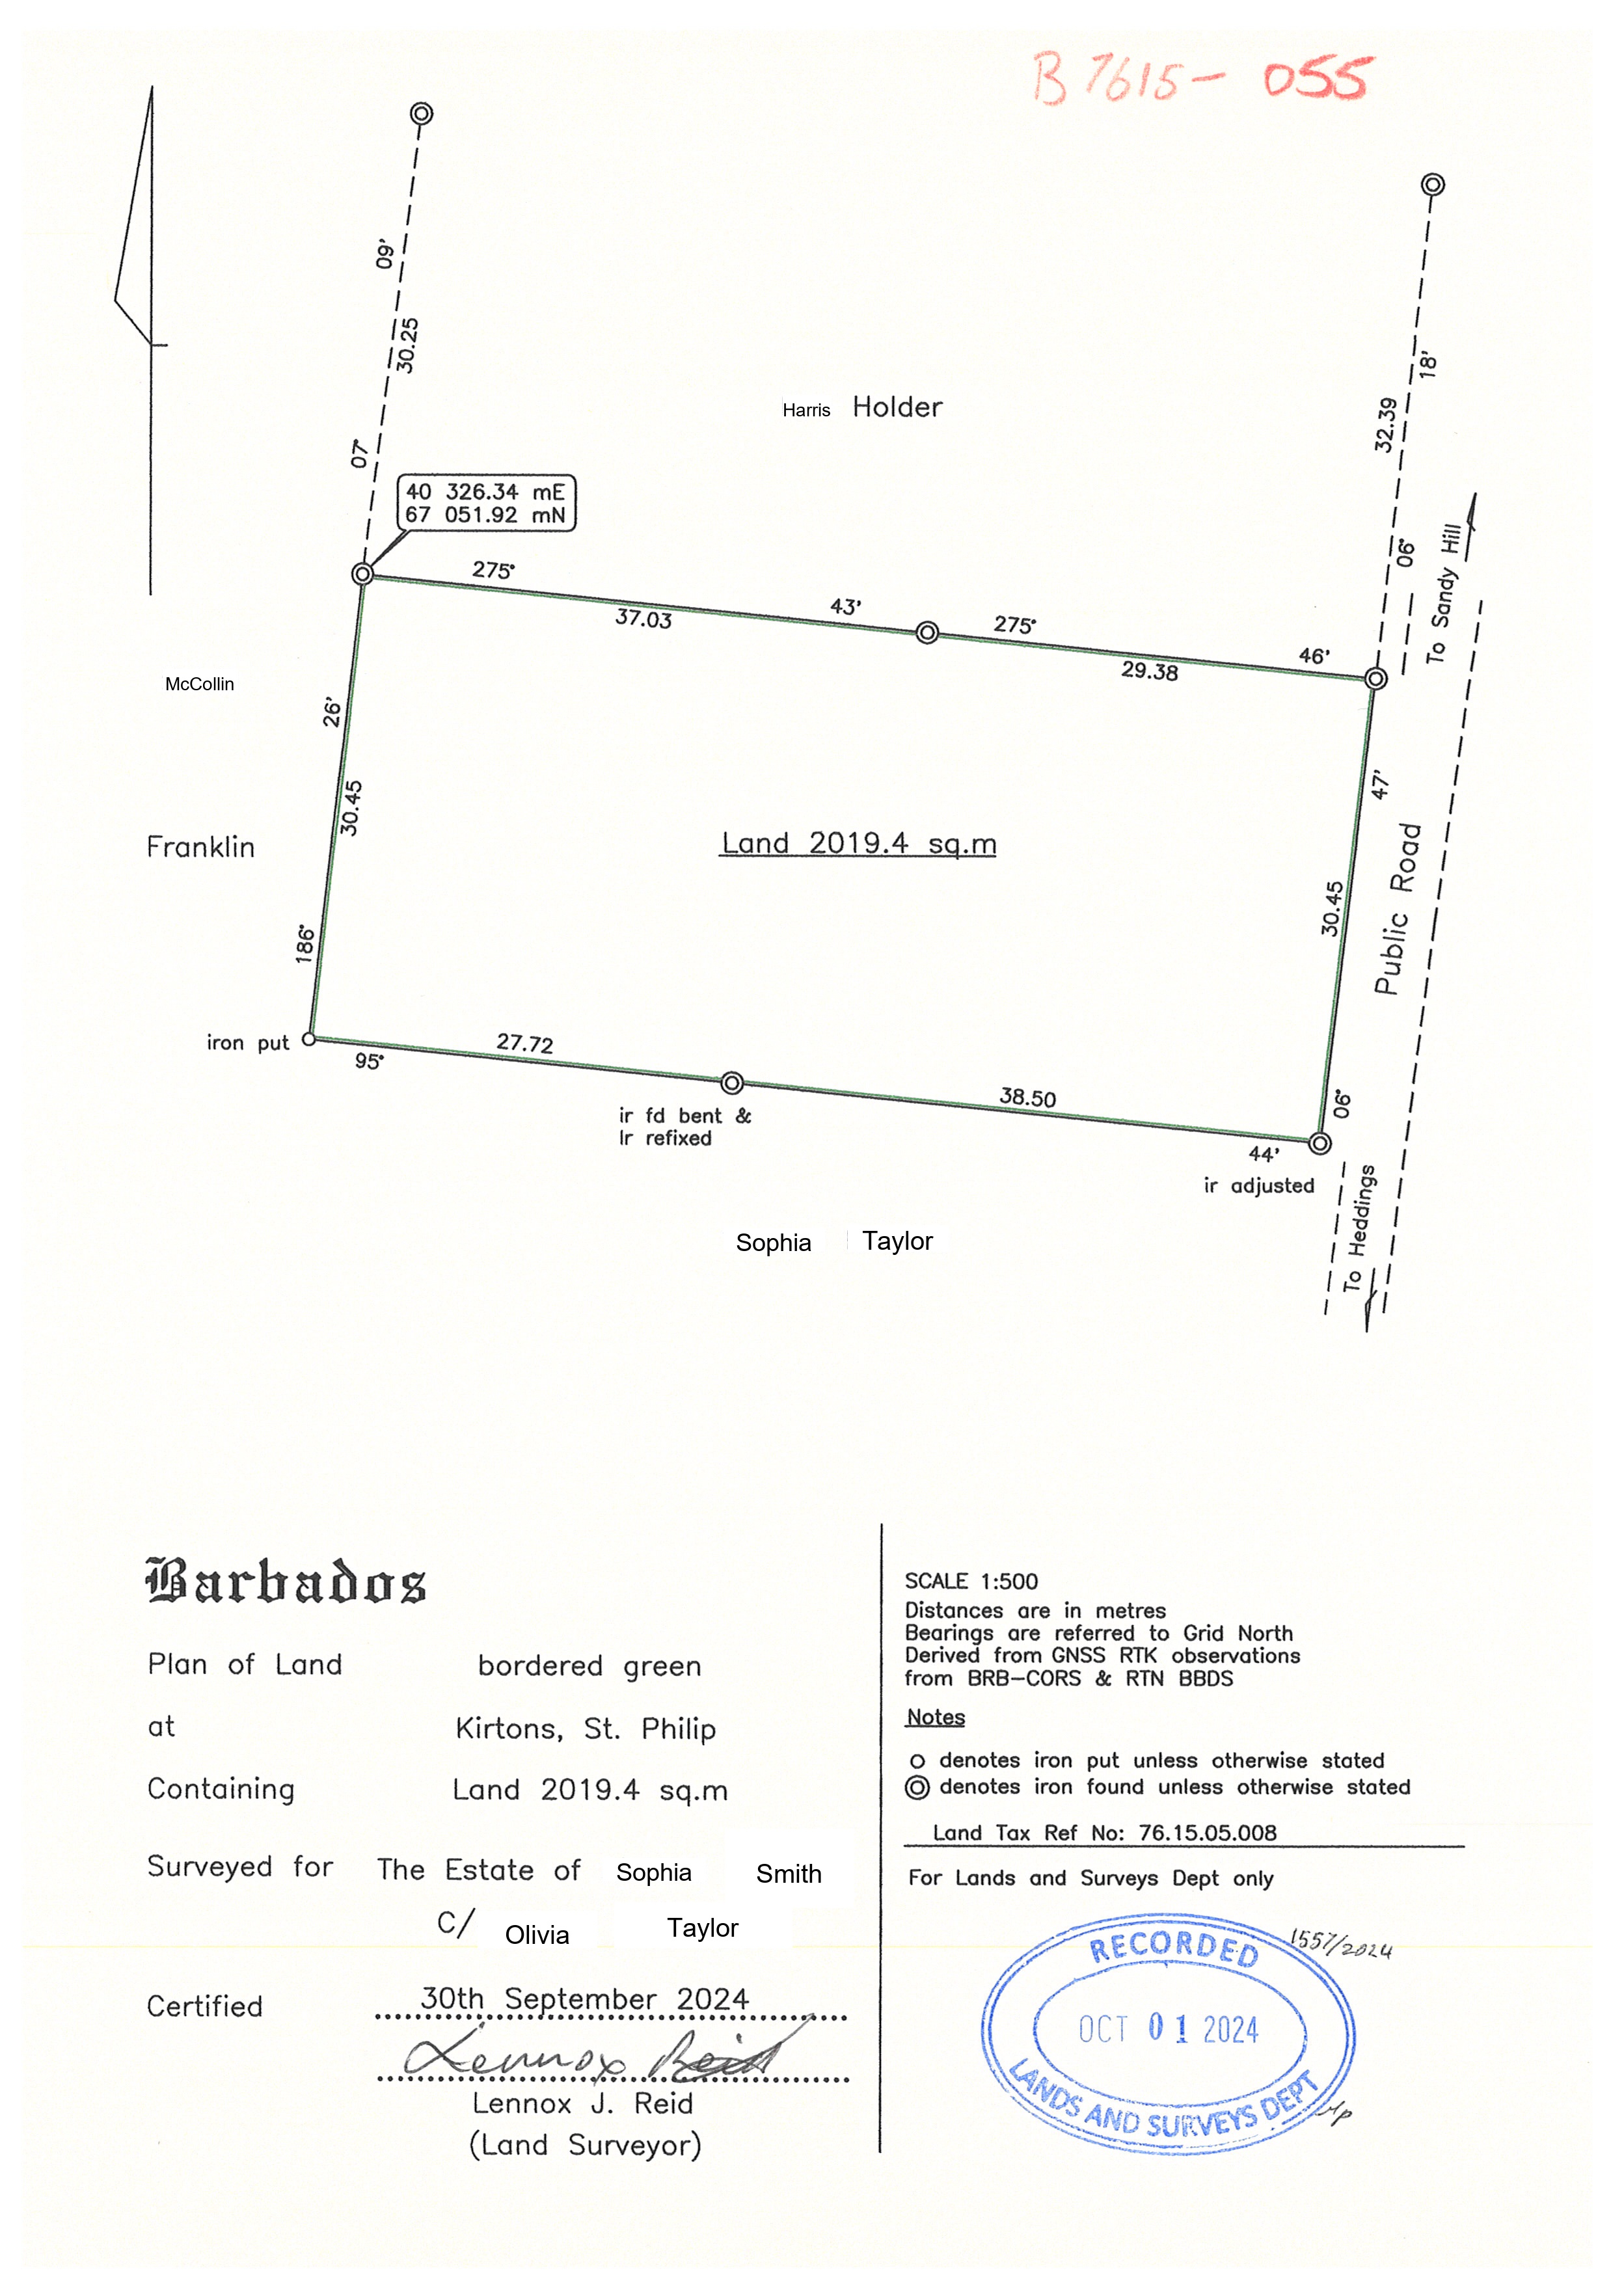 B 7615- 055
09'
30.25
07°
18'
32.39
06°
Harris Holder
40 326.34 mE
67 051.92 mN
To Sandy Hill
275°
37.03
43'
275°
29.38
46'
McCollin
26'
30.45
186°
Franklin
Land 2019.4 sq.m
47'
30.45
06°
Public Road
iron put
95°
27.72
38.50
44'
ir fd bent &
Ir refixed
ir adjusted
To Heddings
Sophia Taylor
Barbados
Plan of Land bordered green
at Kirtons, St. Philip
Containing Land 2019.4 sq.m
Surveyed for The Estate of Sophia Smith
C/ Olivia Taylor
Certified 30th September 2024
Lennox Reid
Lennox J. Reid
(Land Surveyor)
SCALE 1:500
Distances are in metres
Bearings are referred to Grid North
Derived from GNSS RTK observations
from BRB-CORS & RTN BBDS
Notes
denotes iron put unless otherwise stated
denotes iron found unless otherwise stated
Land Tax Ref No: 76.15.05.008
For Lands and Surveys Dept only
1557/2024
RECORDED
OCT 01 2024
LANDS AND SURVEYS DEPT